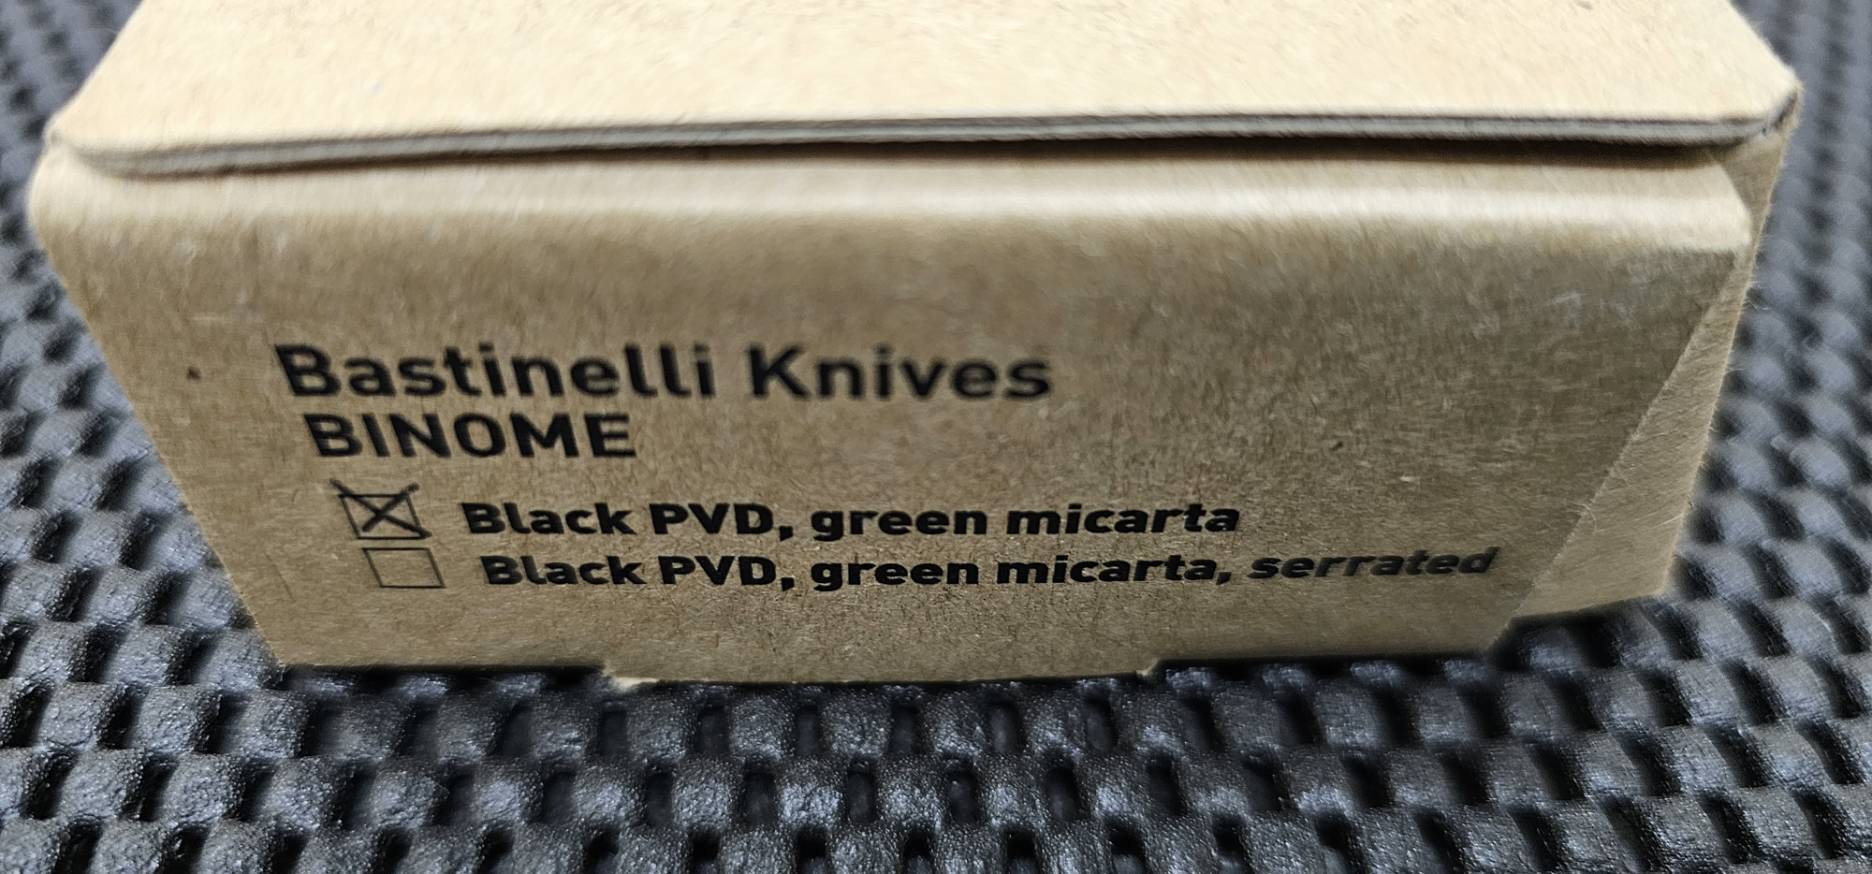 Bastinelli Knives
BINOME
☒ Black PVD, green micarta
☐ Black PVD, green micarta, serrated